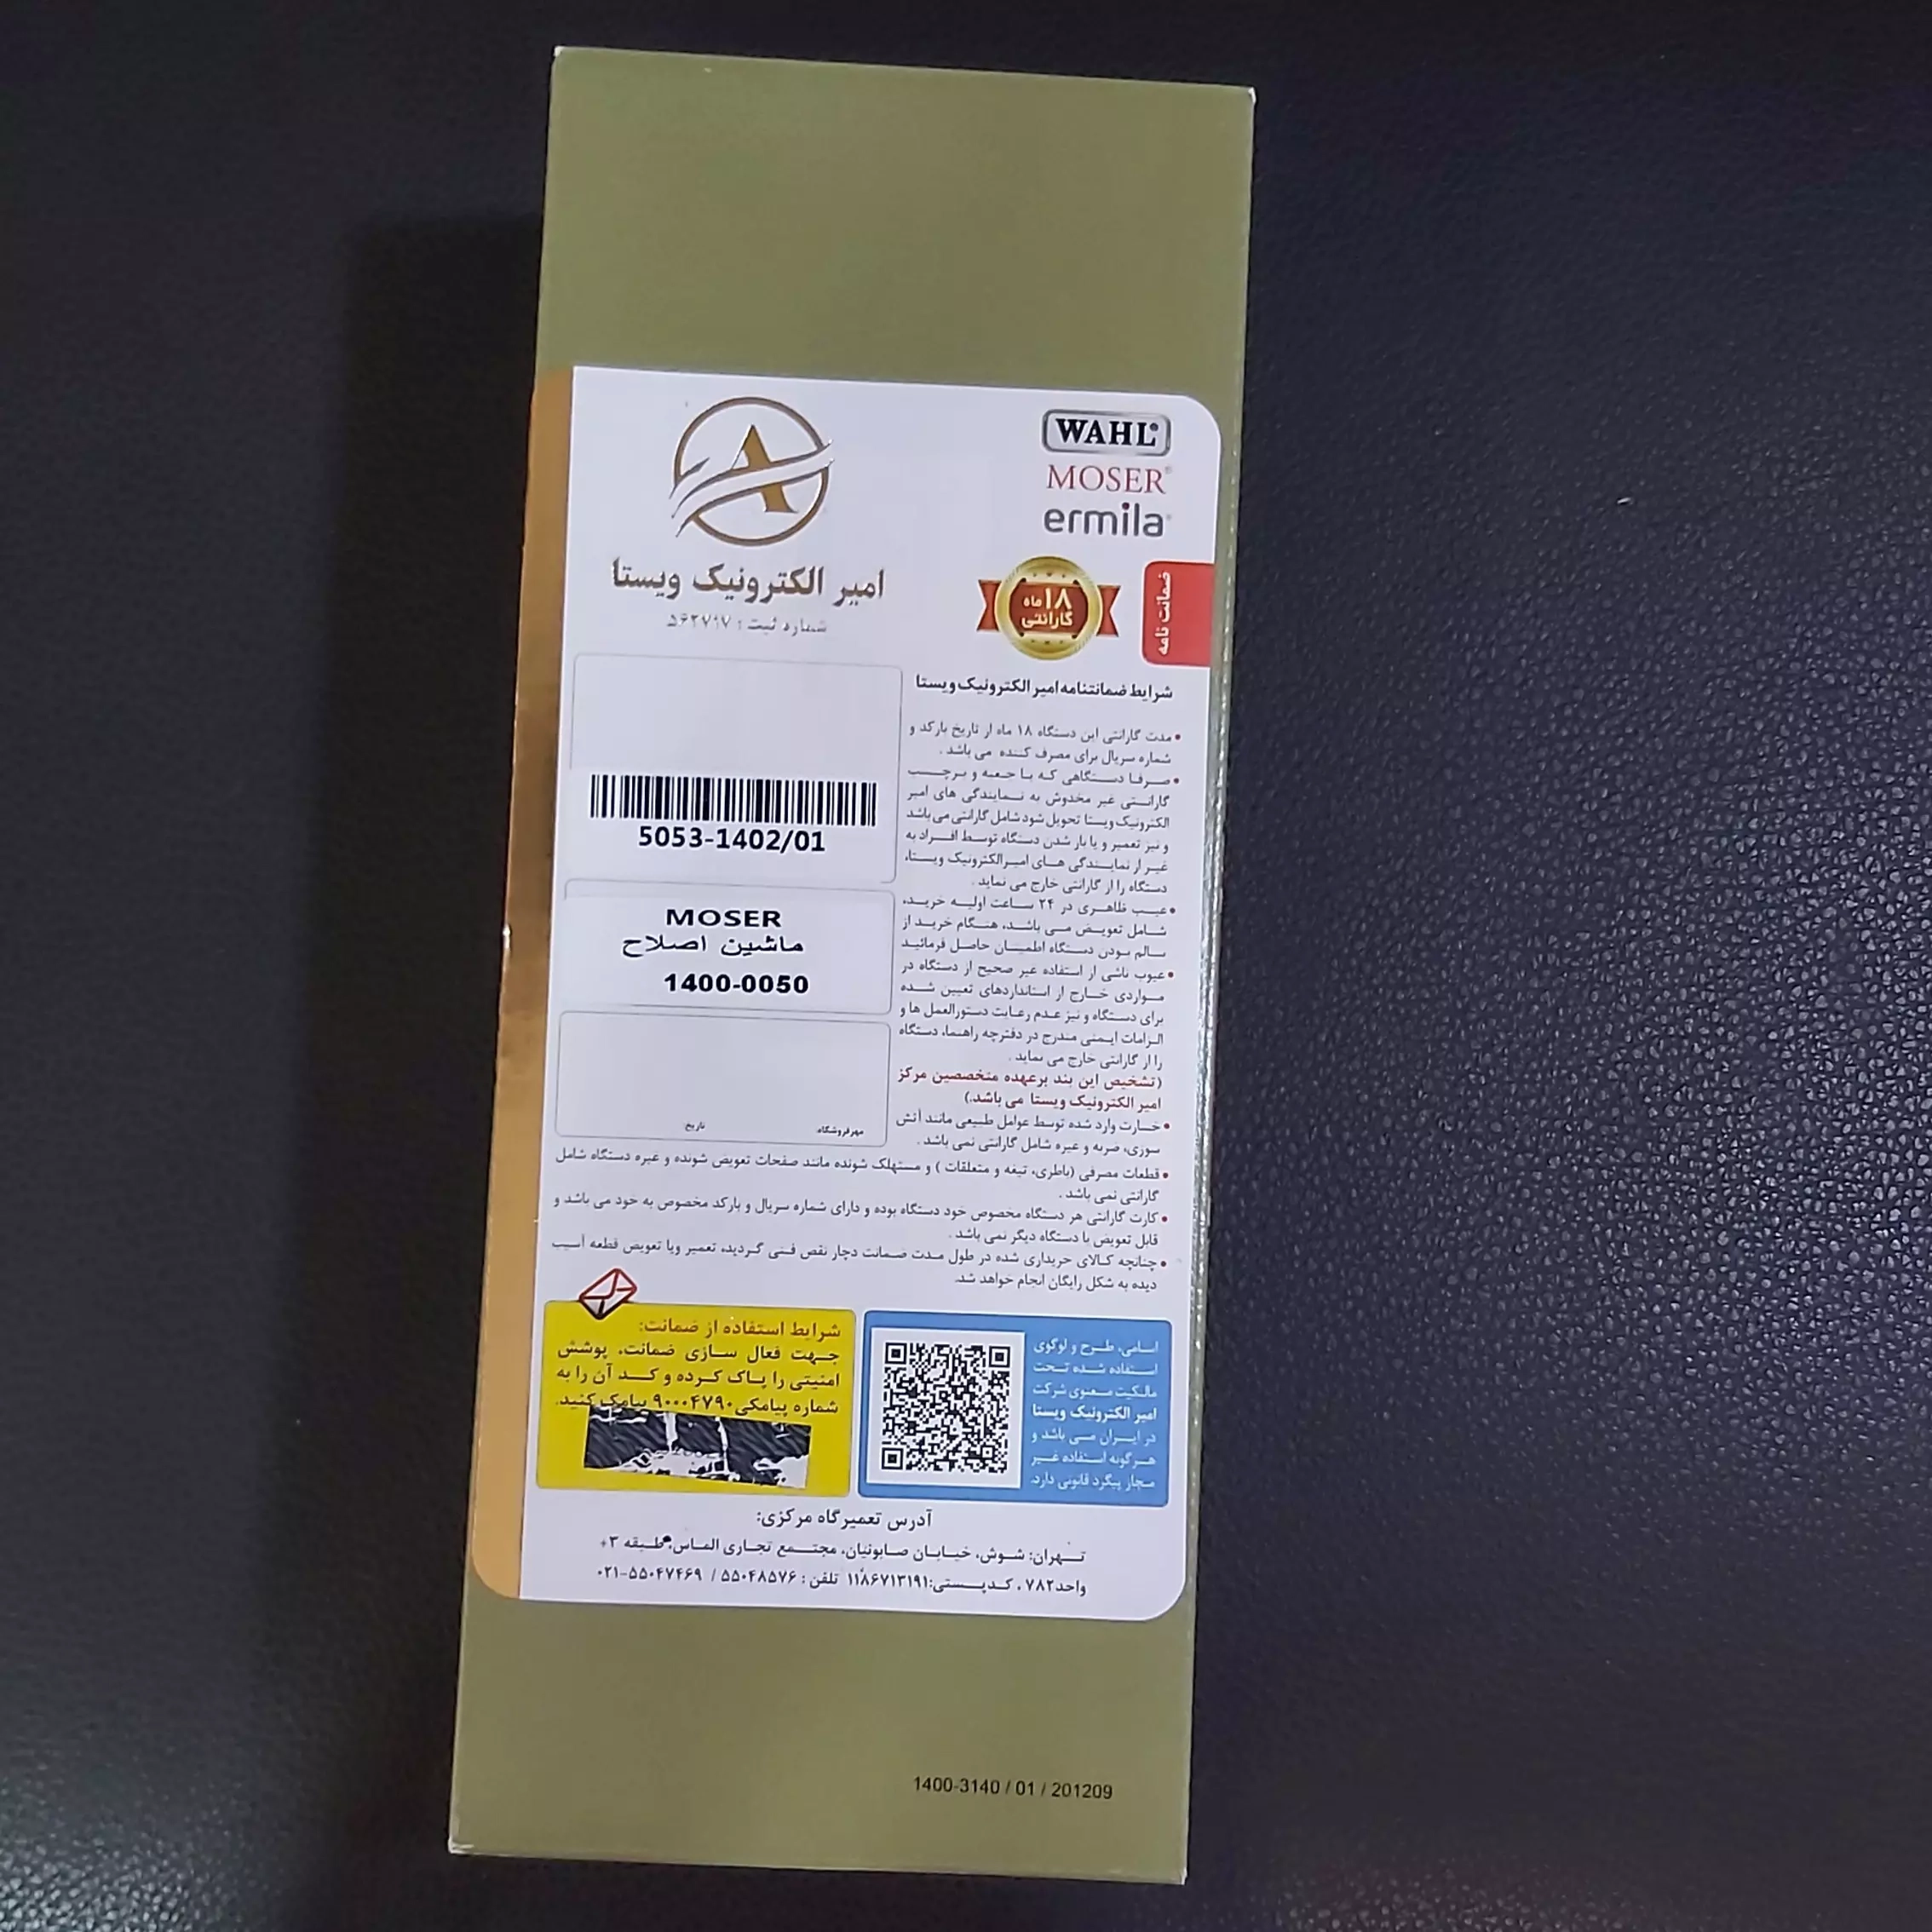 WAHL
MOSER
ermila
امیر الکترونیک ویستا
شماره ثبت : ۵۶۲۷۱۷
۱۸ ماه
گارانتی
ضمانت نامه
شرایط ضمانتنامه امیر الکترونیک ویستا
• مدت گارانتی این دستگاه ۱۸ ماه از تاریخ بارکد و
شماره سریال برای مصرف کننده می باشد .
• صرفا دستگاهی که با جعبه و برچسب
گارانتی غیر مخدوش به نمایندگی های امیر
الکترونیک ویستا تحویل شود شامل گارانتی می باشد
و نیز تعمیر و یا باز شدن دستگاه توسط افراد به
غیر از نمایندگی های امیرالکترونیک ویستا،
دستگاه را از گارانتی خارج می نماید .
• عیب ظاهری در ۲۴ ساعت اولیه خرید،
شامل تعویض می باشد، هنگام خرید از
سالم بودن دستگاه اطمینان حاصل فرمائید
• عیوب ناشی از استفاده غیر صحیح از دستگاه در
مواردی خارج از استانداردهای تعیین شده
برای دستگاه و نیز عدم رعایت دستورالعمل ها و
الزامات ایمنی مندرج در دفترچه راهنما، دستگاه
را از گارانتی خارج می نماید .
(تشخیص این بند برعهده متخصصین مرکز
امیر الکترونیک ویستا می باشد.)
• خسارت وارد شده توسط عوامل طبیعی مانند آتش
سوزی، ضربه و غیره شامل گارانتی نمی باشد .
5053-1402/01
MOSER
ماشین اصلاح
1400-0050
مهرفروشگاه:
تاریخ:
• قطعات مصرفی (باطری، تیغه و متعلقات ) و مستهلک شونده مانند صفحات تعویض شونده و غیره دستگاه شامل
گارانتی نمی باشد .
• کارت گارانتی هر دستگاه مخصوص خود دستگاه بوده و دارای شماره سریال و بارکد مخصوص به خود می باشد و
قابل تعویض با دستگاه دیگر نمی باشد .
• چنانچه کالای خریداری شده در طول مدت ضمانت دچار نقص فنی گردید، تعمیر ویا تعویض قطعه آسیب
دیده به شکل رایگان انجام خواهد شد.
اسامی، طرح و لوگوی
استفاده شده تحت
مالکیت معنوی شرکت
امیر الکترونیک ویستا
در ایران می باشد و
هرگونه استفاده غیر
مجاز پیگرد قانونی دارد.
شرایط استفاده از ضمانت:
جهت فعال سازی ضمانت، پوشش
امنیتی را پاک کرده و کد آن را به
شماره پیامکی ۹۰۰۰۴۷۹۰ پیامک کنید.
آدرس تعمیرگاه مرکزی:
تهران: شوش، خیابان صابونیان، مجتمع تجاری الماس، طبقه ۳+
واحد ۷۸۲ ، کدپستی: ۱۱۸۶۷۱۳۱۹۱ تلفن : ۵۵۰۴۸۵۷۶ / ۵۵۰۴۷۴۶۹-۰۲۱
1400-3140 / 01 / 201209